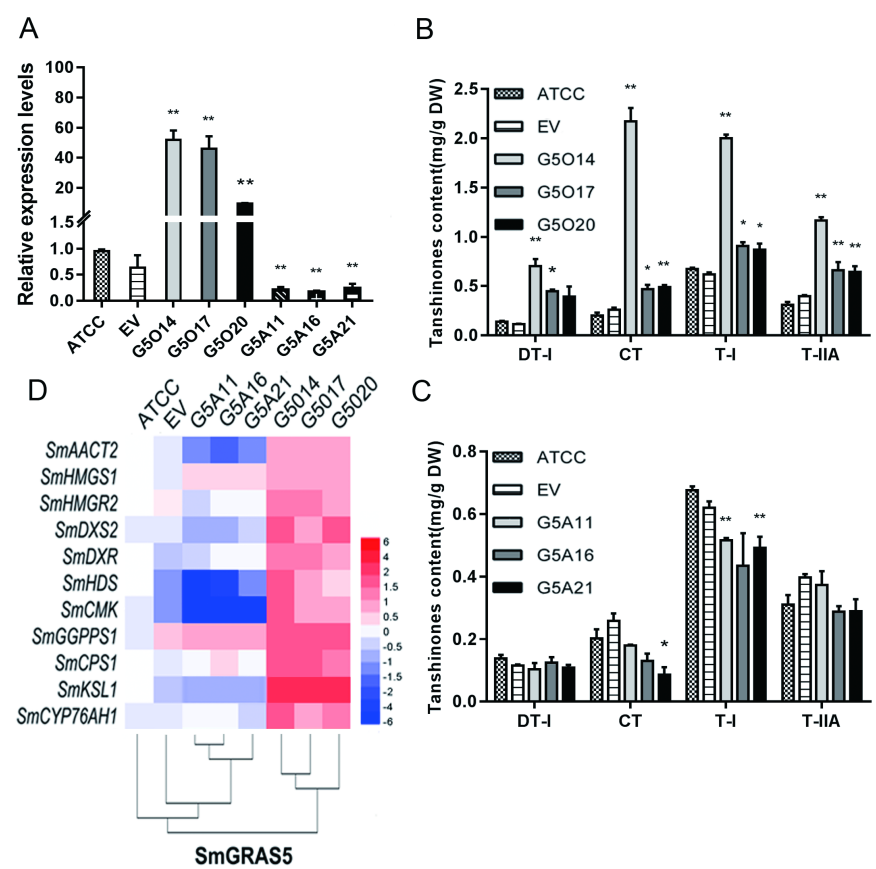 A
Relative expression levels
100
80
60
40
20
1.5
1.0
0.5
0.0
**
**
**
**
**
**
ATCC
EV
G5O14
G5O17
G5O20
G5A11
G5A16
G5A21
B
Tanshinones content(mg/g DW)
2.5
2.0
1.5
1.0
0.5
0.0
ATCC
EV
G5O14
G5O17
G5O20
**
*
**
*
**
**
*
*
**
**
**
DT-I
CT
T-I
T-IIA
D
ATCC
EV
G5A11
G5A16
G5A21
G5014
G5017
G5020
SmAACT2
SmHMGS1
SmHMGR2
SmDXS2
SmDXR
SmHDS
SmCMK
SmGGPPS1
SmCPS1
SmKSL1
SmCYP76AH1
6
4
2
1.5
0.5
-0.5
-1.5
-2
-4
-6
SmGRAS5
C
Tanshinones content(mg/g DW)
0.8
0.6
0.4
0.2
0.0
ATCC
EV
G5A11
G5A16
G5A21
*
**
**
DT-I
CT
T-I
T-IIA